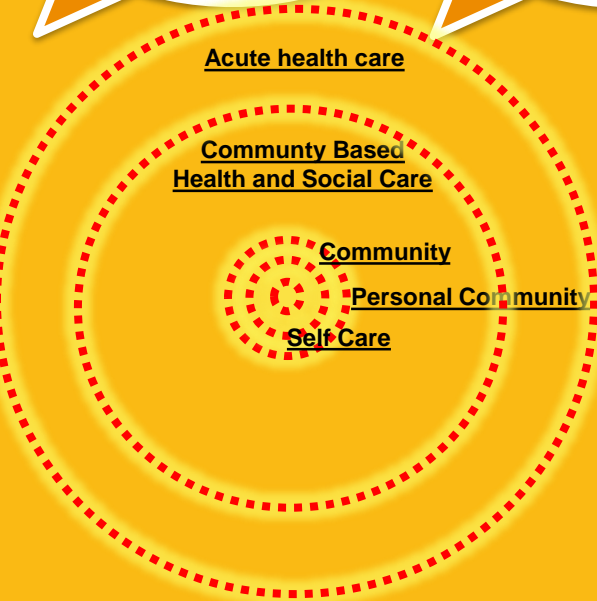 Acute health care
Communty Based
Health and Social Care
Community
Personal Community
Self Care